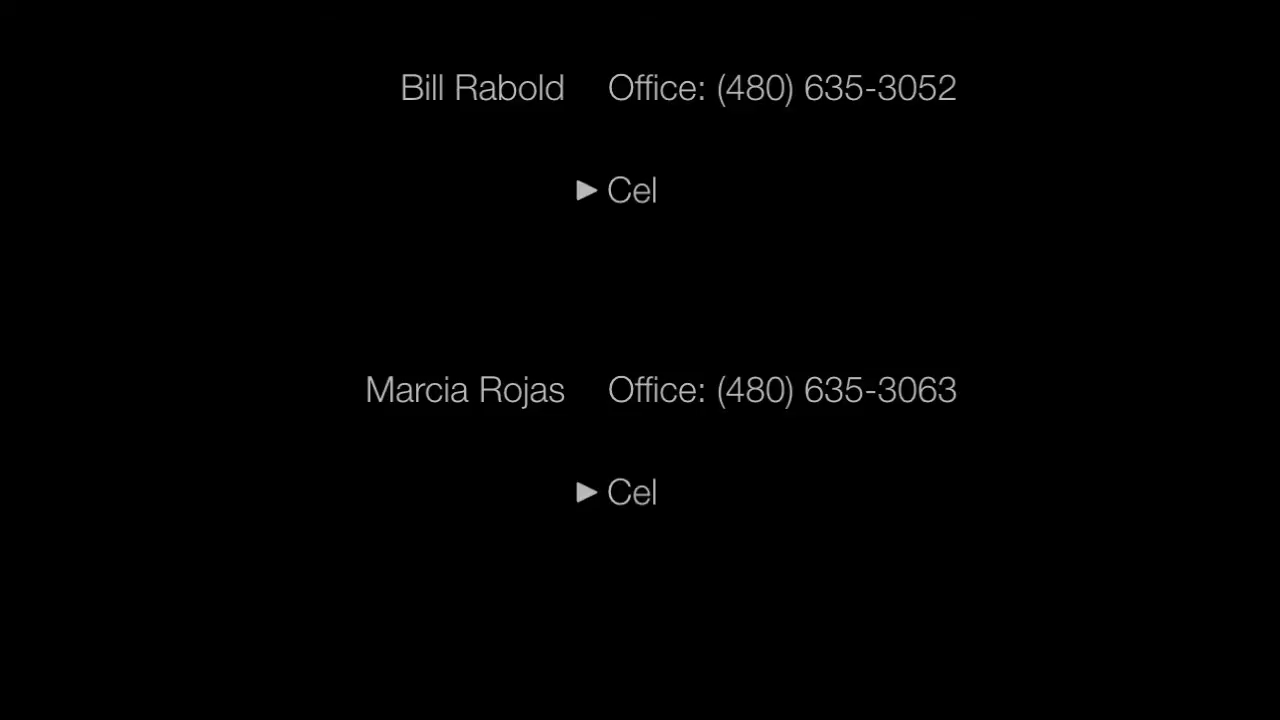 Bill Rabold Office: (480) 635-3052
▶ Cel
Marcia Rojas Office: (480) 635-3063
▶ Cel